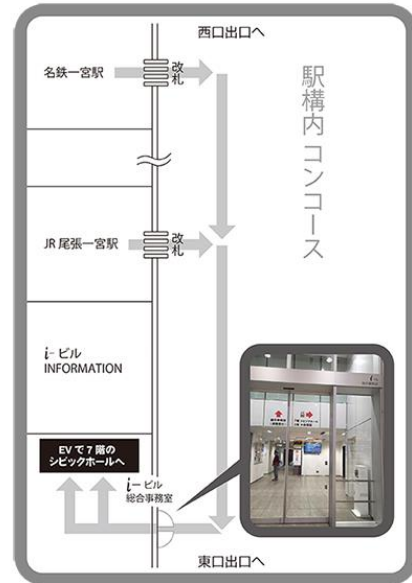 西口出口へ
名鉄一宮駅
改札
駅構内 コンコース
JR 尾張一宮駅
改札
i-ビル
INFORMATION
EVで7階の
シビックホールへ
i-ビル
総合事務室
東口出口へ